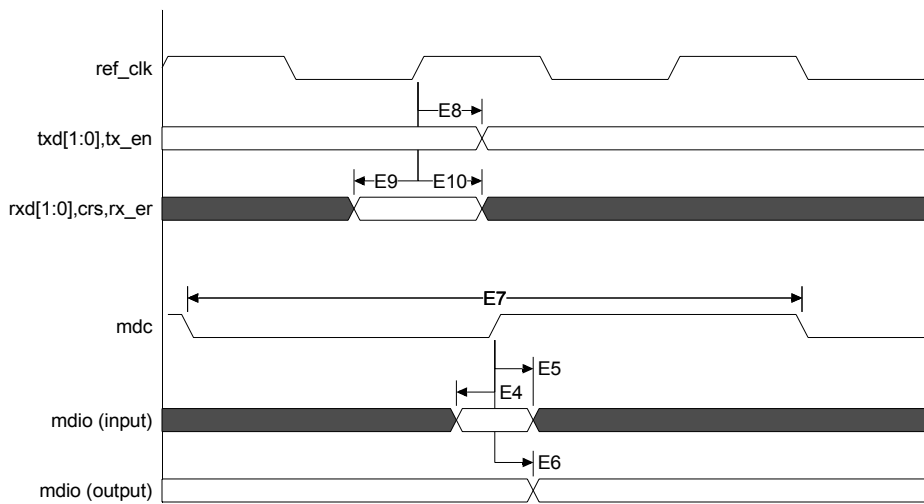 ref_clk
E8
txd[1:0],tx_en
E9 E10
rxd[1:0],crs,rx_er
E7
mdc
E5
E4
mdio (input)
E6
mdio (output)